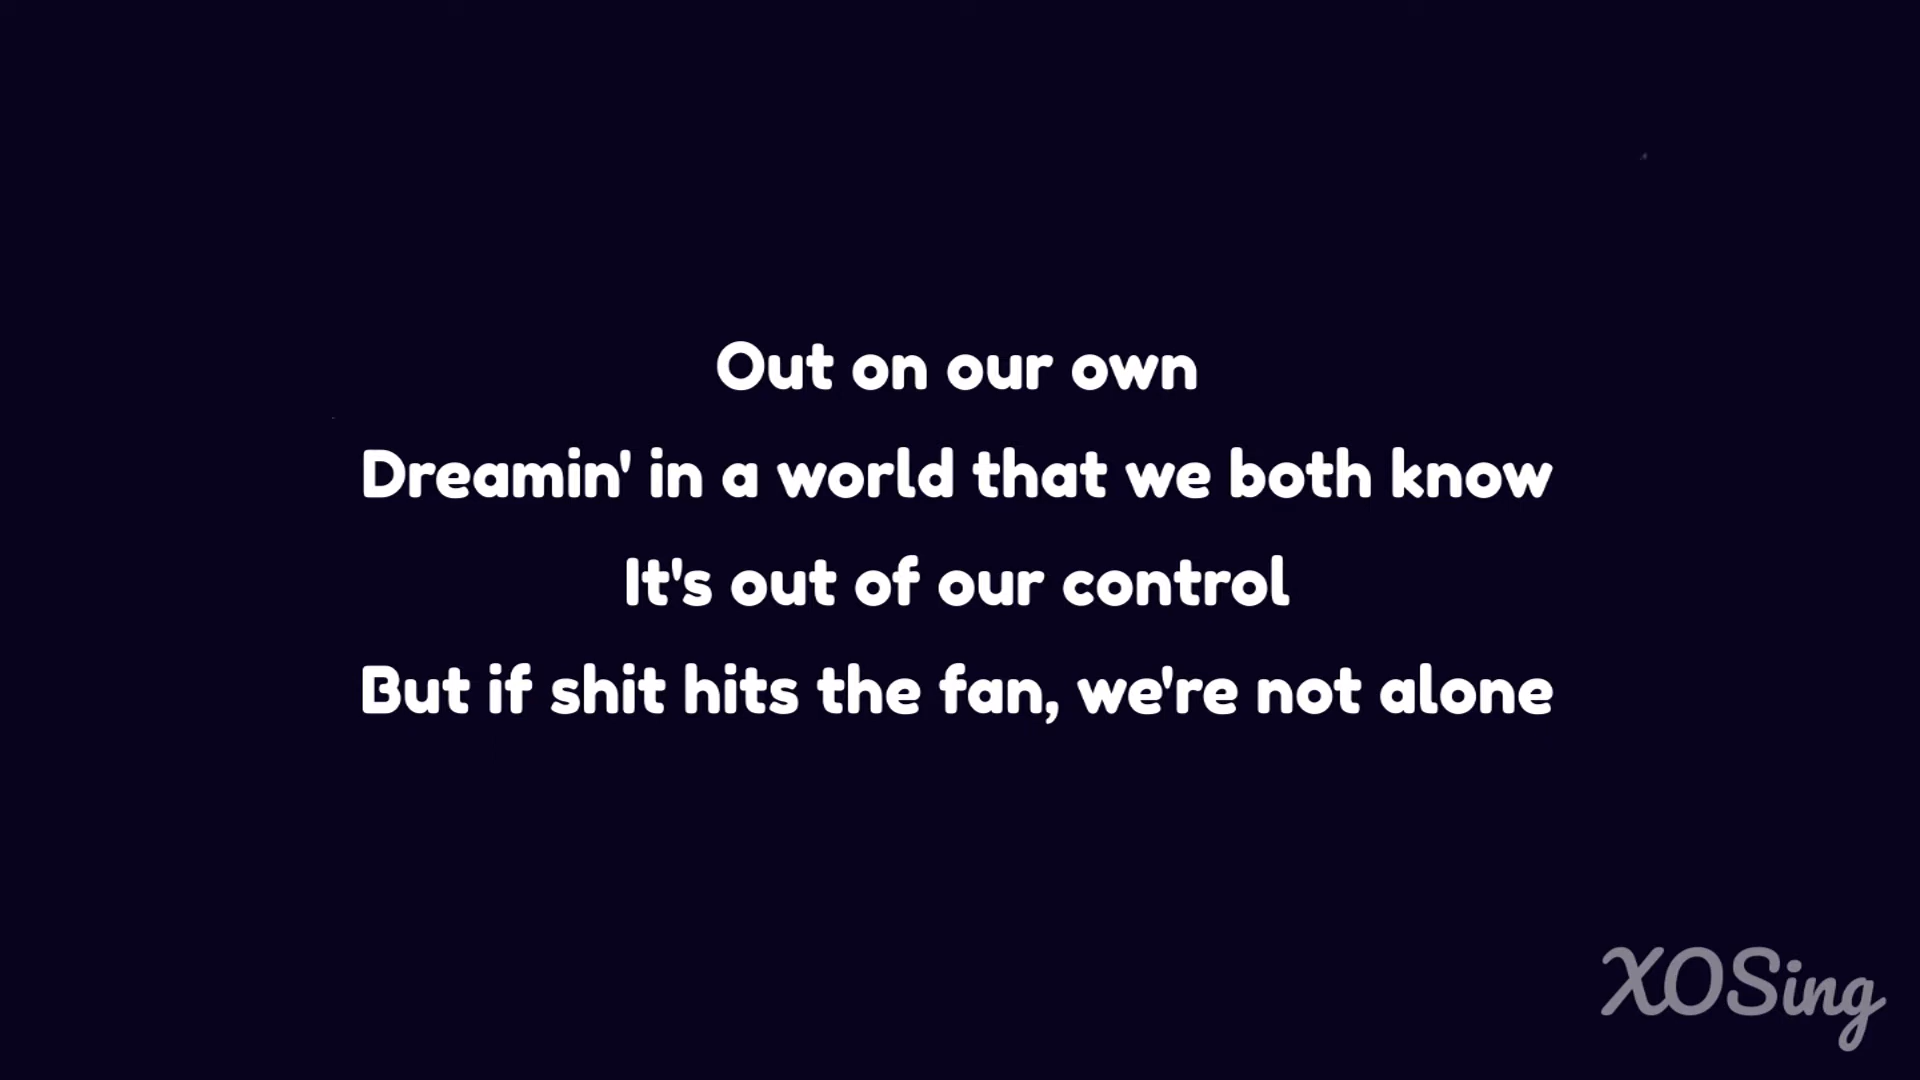 Out on our own
Dreamin' in a world that we both know
It's out of our control
But if shit hits the fan, we're not alone
XOSing